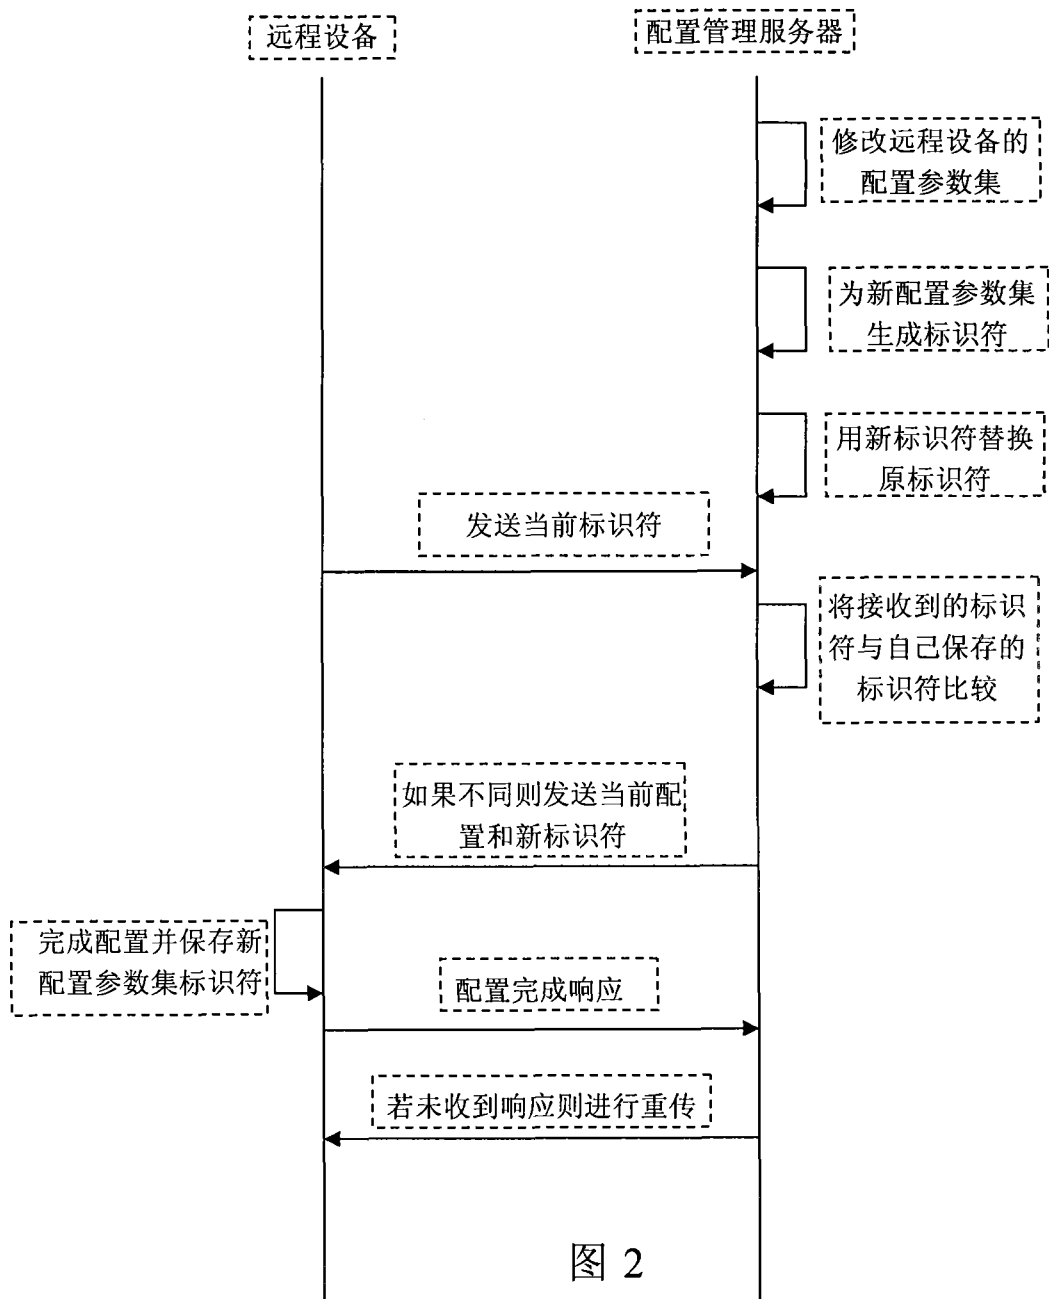 远程设备
配置管理服务器
修改远程设备的
配置参数集
为新配置参数集
生成标识符
用新标识符替换
原标识符
发送当前标识符
将接收到的标识
符与自己保存的
标识符比较
如果不同则发送当前配
置和新标识符
完成配置并保存新
配置参数集标识符
配置完成响应
若未收到响应则进行重传
图 2